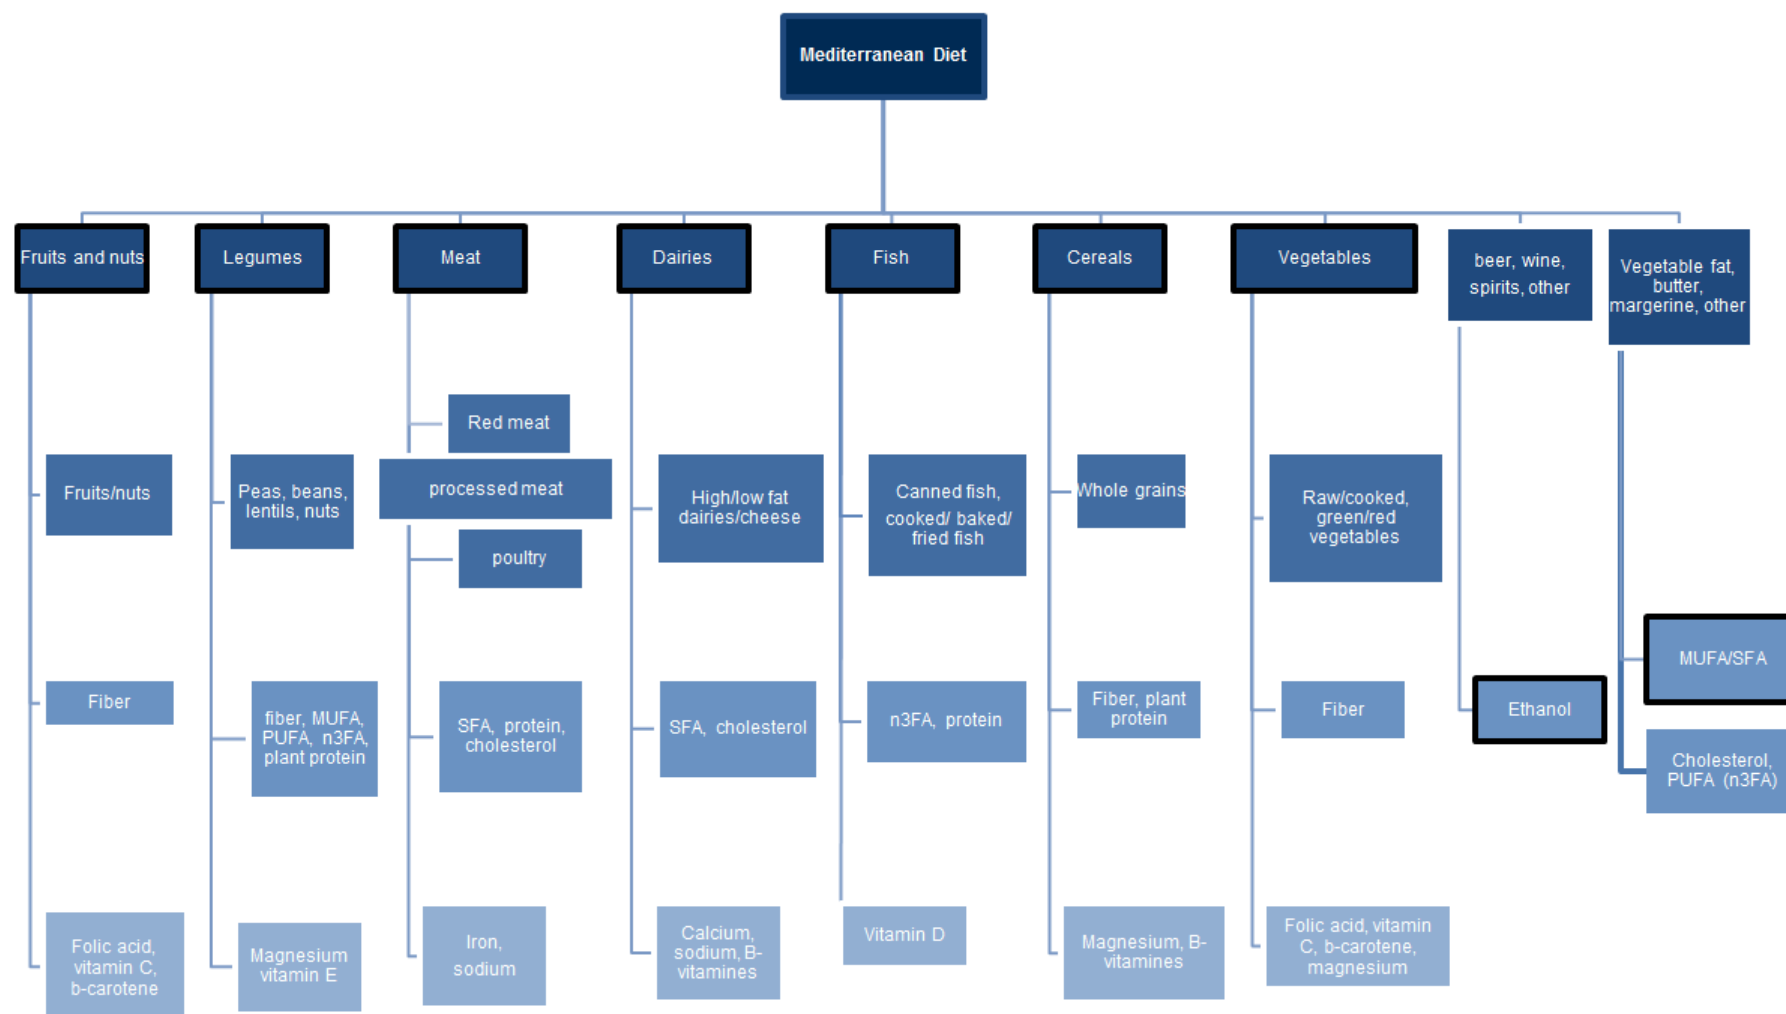 Mediterranean Diet
Fruits and nuts
Legumes
Meat
Dairies
Fish
Cereals
Vegetables
beer, wine,
spirits, other
Vegetable fat,
butter,
margerine, other
Red meat
processed meat
poultry
Fruits/nuts
Peas, beans,
lentils, nuts
High/low fat
dairies/cheese
Canned fish,
cooked/ baked/
fried fish
Whole grains
Raw/cooked,
green/red
vegetables
Fiber
fiber, MUFA,
PUFA, n3FA,
plant protein
SFA, protein,
cholesterol
SFA, cholesterol
n3FA, protein
Fiber, plant
protein
Fiber
Ethanol
MUFA/SFA
Cholesterol,
PUFA (n3FA)
Folic acid,
vitamin C,
b-carotene
Magnesium
vitamin E
Iron,
sodium
Calcium,
sodium, B-
vitamines
Vitamin D
Magnesium, B-
vitamines
Folic acid, vitamin
C, b-carotene,
magnesium